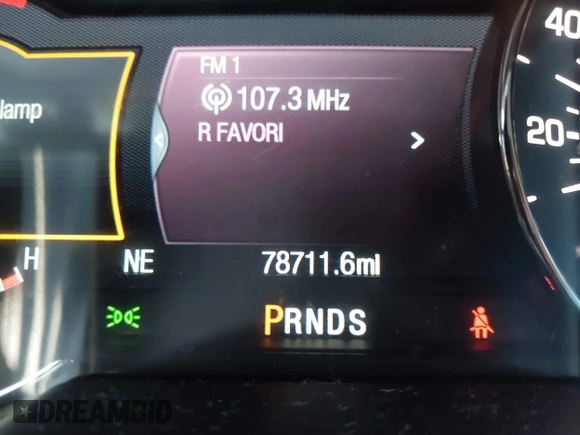 FM 1
107.3 MHz
lamp
R FAVORI
40
20
H
NE
78711.6mi
PRNDS
DREAMBID